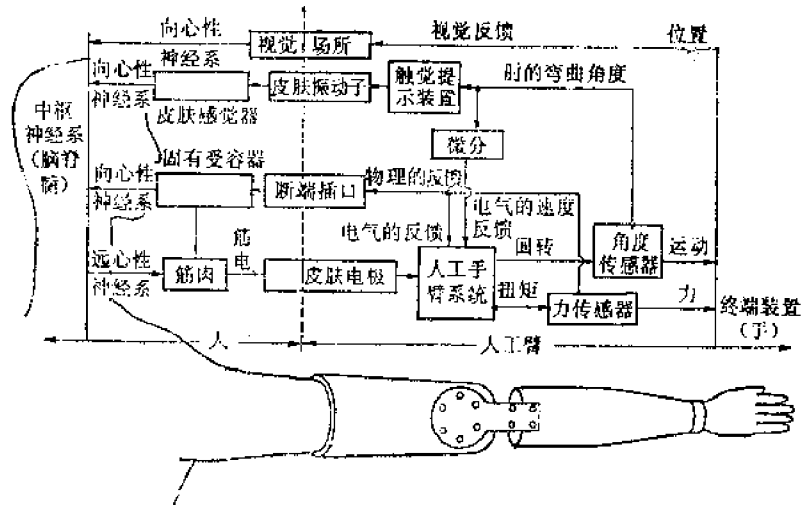 向心性
神经系
视觉 场所
视觉反馈
位置
向心性
神经系
皮肤感觉器
皮肤振动子
触觉提
示装置
肘的弯曲角度
中枢
神经系
(脑脊
髓)
微分
固有受容器
向心性
神经系
断端插口
物理的反馈
电气的速度
反馈
电气的反馈
远心性
神经系
筋肉
筋
电
皮肤电极
人工手
臂系统
回转
扭矩
角度
传感器
运动
力传感器
力
终端装置
(手)
人
人工臂